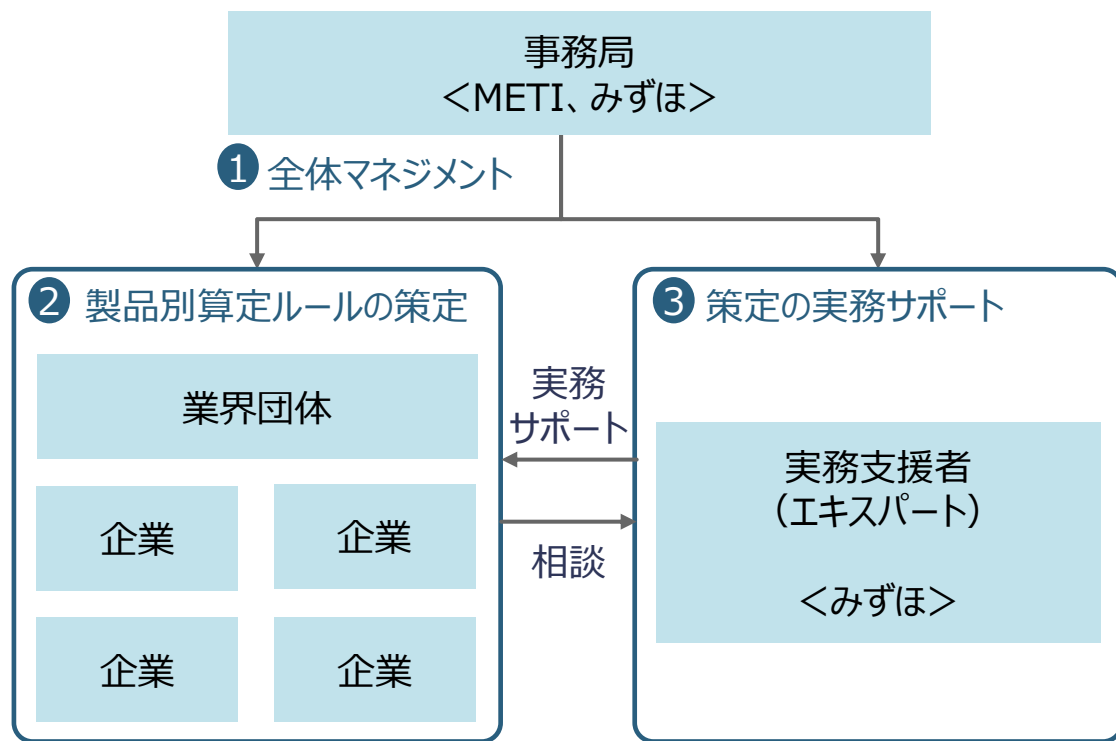 事務局
＜METI、みずほ＞
1 全体マネジメント
2 製品別算定ルールの策定
業界団体
企業
企業
企業
企業
実務
サポート
相談
3 策定の実務サポート
実務支援者
（エキスパート）
＜みずほ＞